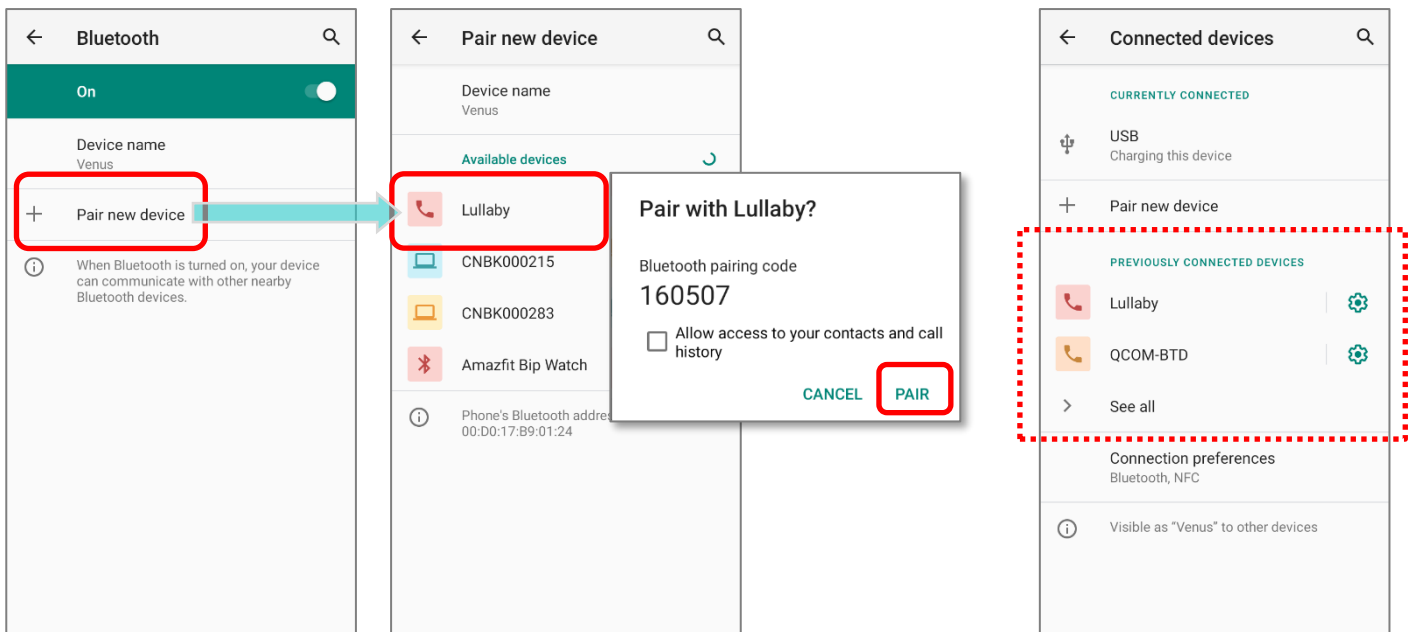 Bluetooth
On
Device name
Venus
Pair new device
When Bluetooth is turned on, your device
can communicate with other nearby
Bluetooth devices.
Pair new device
Device name
Venus
Available devices
Lullaby
CNBK000215
CNBK000283
Amazfit Bip Watch
Phone's Bluetooth
00:D0:17:B9:01:24
Pair with Lullaby?
Bluetooth pairing code
160507
Allow access to your contacts and call
history
CANCEL PAIR
Connected devices
CURRENTLY CONNECTED
USB
Charging this device
Pair new device
PREVIOUSLY CONNECTED DEVICES
Lullaby
QCOM-BTD
See all
Connection preferences
Bluetooth, NFC
Visible as “Venus” to other devices